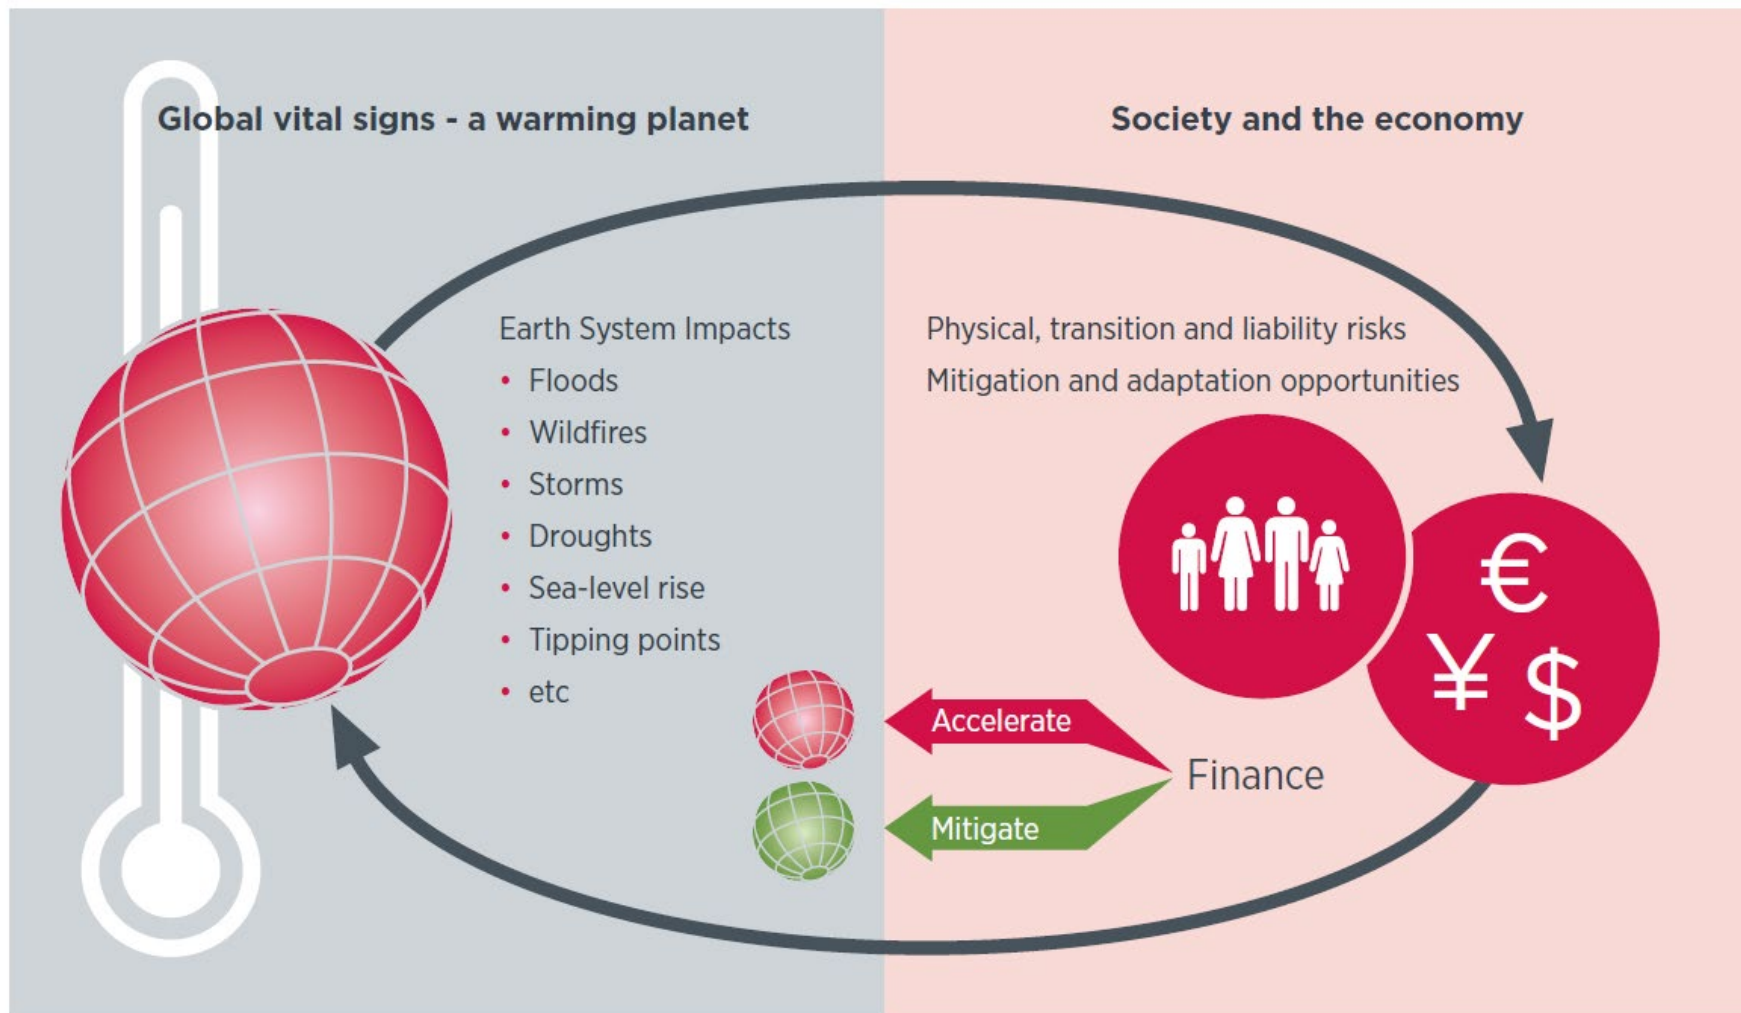 Global vital signs - a warming planet
Society and the economy
Earth System Impacts
• Floods
• Wildfires
• Storms
• Droughts
• Sea-level rise
• Tipping points
• etc
Physical, transition and liability risks
Mitigation and adaptation opportunities
€
¥ $
Accelerate
Finance
Mitigate